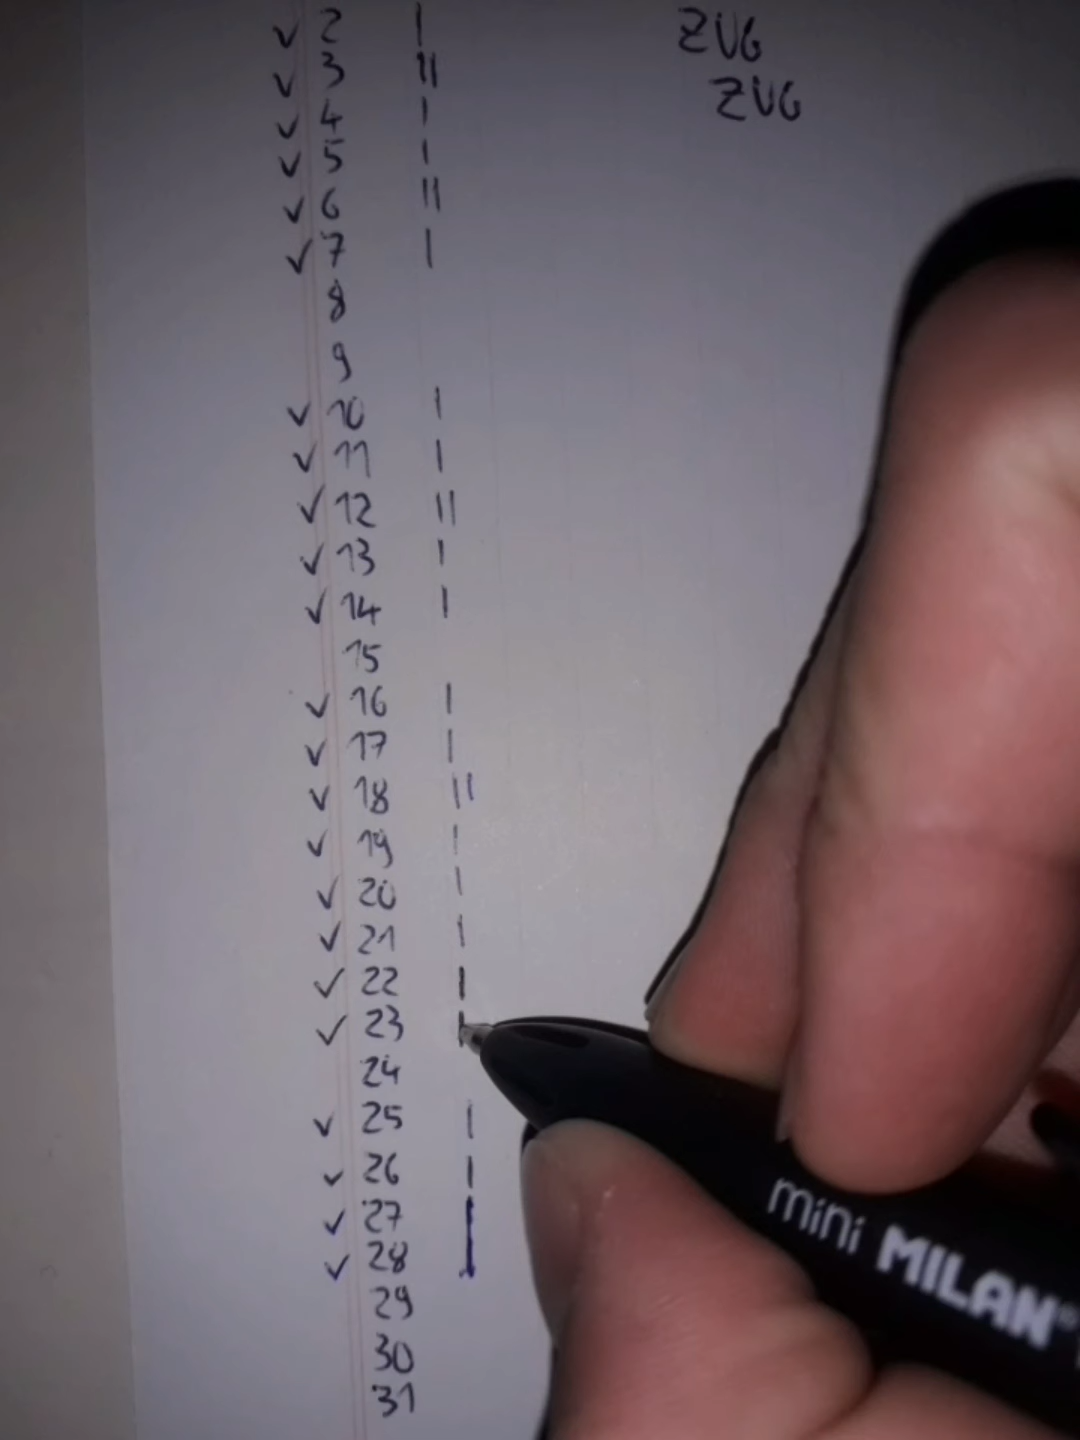 ✓ 2 | ZUG
✓ 3 || ZUG
✓ 4 |
✓ 5 |
✓ 6 ||
✓ 7 |
8
9
✓ 10 |
✓ 11 |
✓ 12 ||
✓ 13 |
✓ 14 |
15
✓ 16 |
✓ 17 |
✓ 18 ||
✓ 19 |
✓ 20 |
✓ 21 |
✓ 22 |
✓ 23 |
24
✓ 25 |
✓ 26 |
✓ 27 |
✓ 28 |
29
30
31
mini MILAN